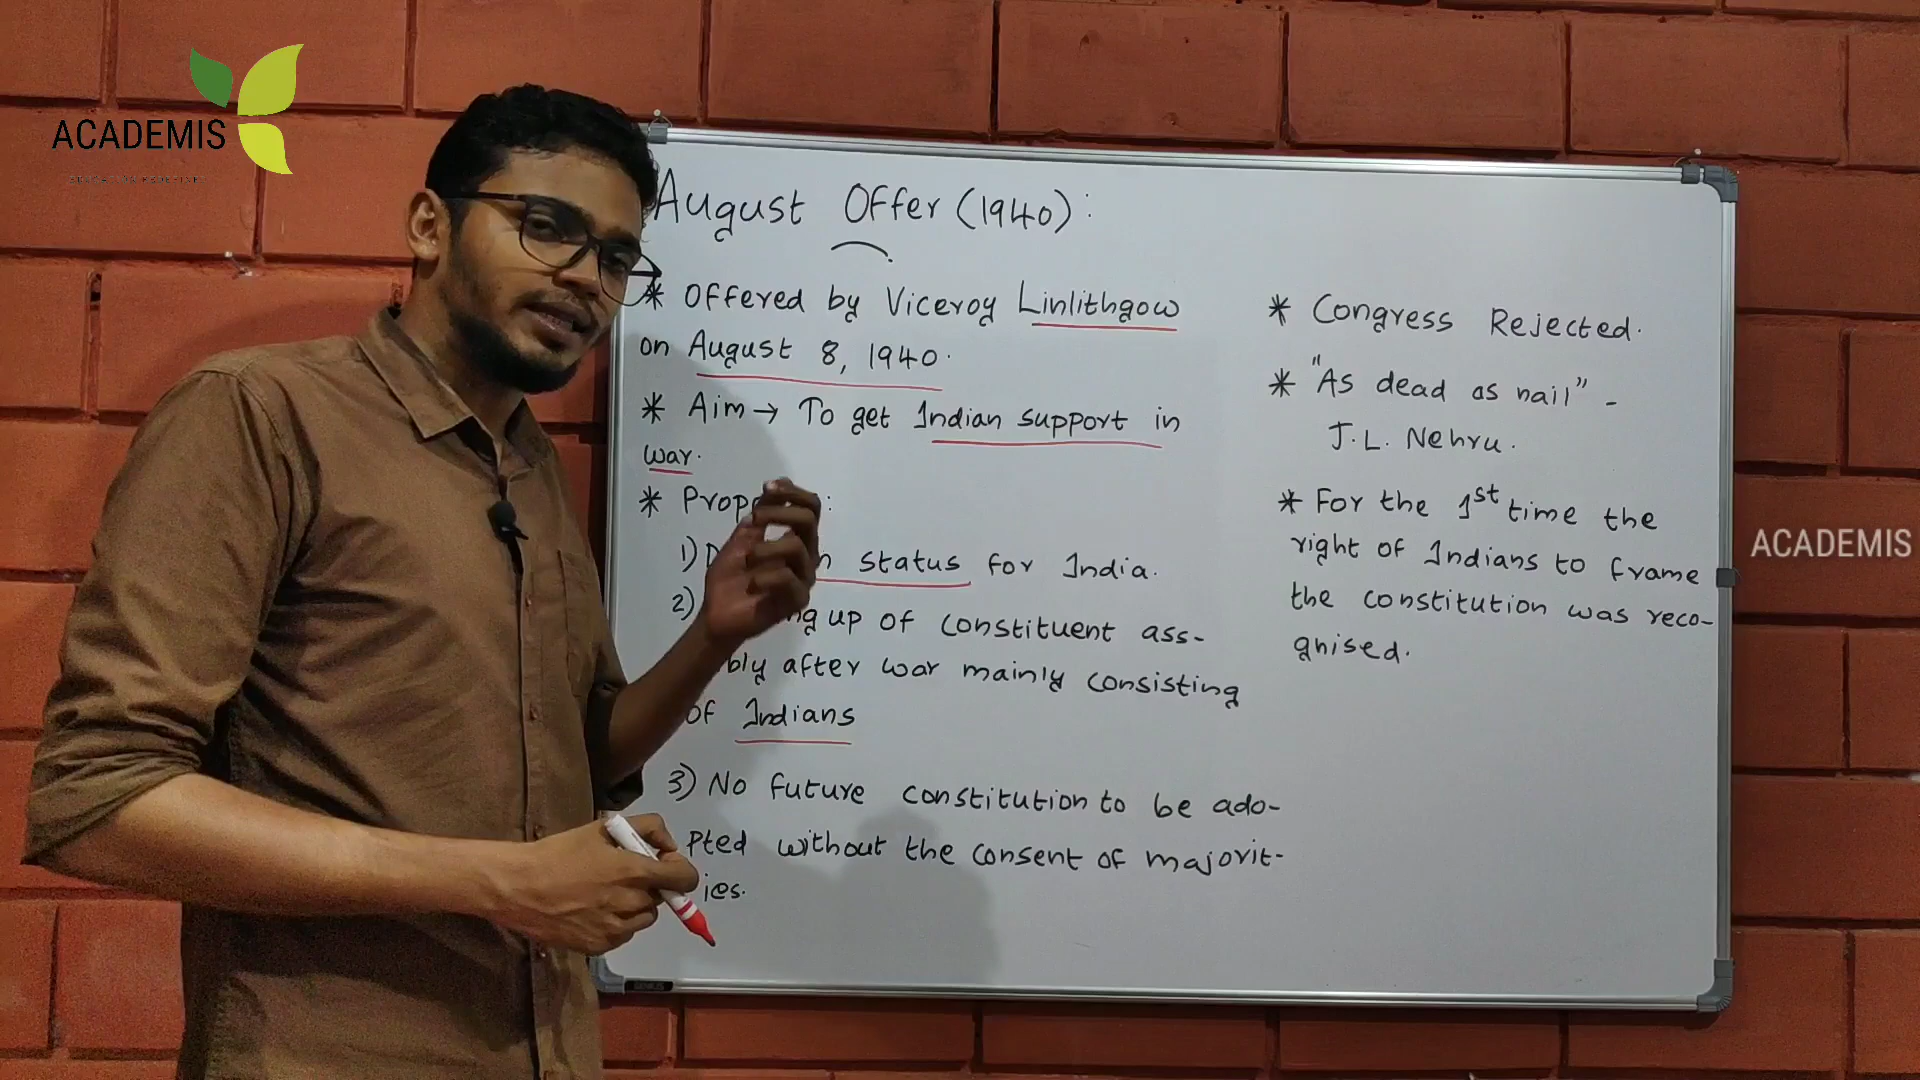 ACADEMIS
August Offer (1940):
* Offered by Viceroy Linlithgow
on August 8, 1940.
* Aim → To get Indian support in
war.
* :
1) status for India.
2) up of constituent ass-
after war mainly consisting
of Indians
3) No future constitution to be ado-
pted without the consent of majorit-
ies.
* Congress Rejected.
* "As dead as nail" -
J.L. Nehru.
* For the 1st time the
right of Indians to frame
the constitution was reco-
gnised.
ACADEMIS